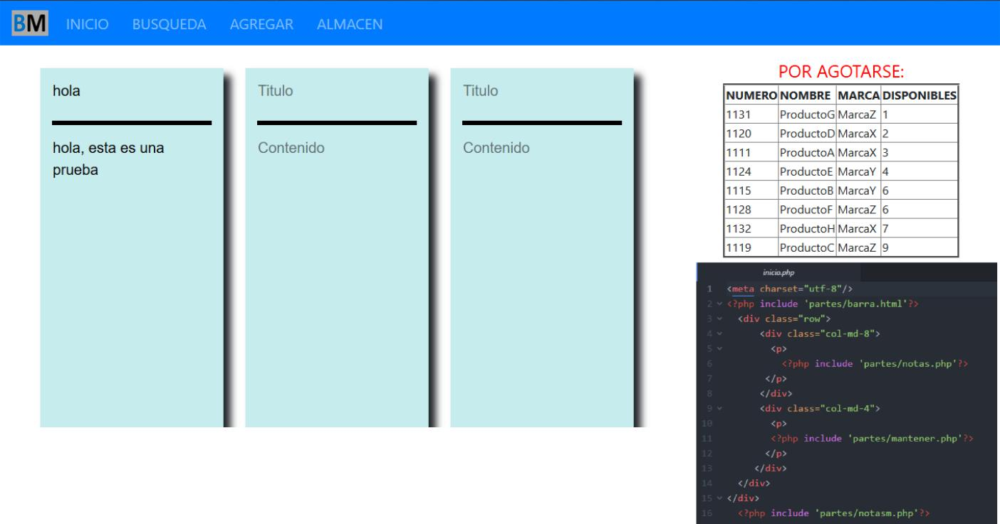 BM INICIO BUSQUEDA AGREGAR ALMACEN
hola
hola, esta es una
prueba
Titulo
Contenido
Titulo
Contenido
POR AGOTARSE:
NUMERO NOMBRE MARCA DISPONIBLES
1131 ProductoG MarcaZ 1
1120 ProductoD MarcaX 2
1111 ProductoA MarcaX 3
1124 ProductoE MarcaY 4
1115 ProductoB MarcaY 6
1128 ProductoF MarcaZ 6
1132 ProductoH MarcaX 7
1119 ProductoC MarcaZ 9
inicio.php
1 <meta charset="utf-8"/>
2 <?php include 'partes/barra.html'?>
3 <div class="row">
4 <div class="col-md-8">
5 <p>
6 <?php include 'partes/notas.php'?>
7 </p>
8 </div>
9 <div class="col-md-4">
10 <p>
11 <?php include 'partes/mantener.php'?>
12 </p>
13 </div>
14 </div>
15 </div>
16 <?php include 'partes/notasm.php'?>